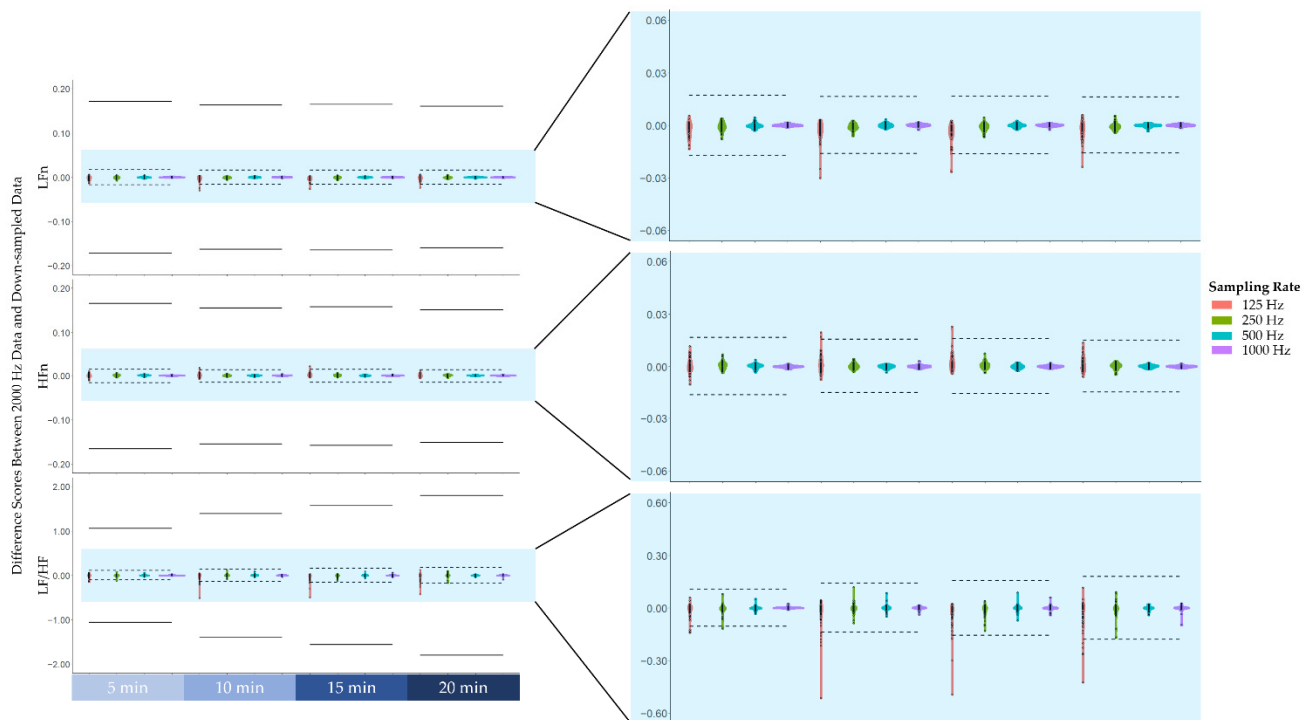 Difference Scores Between 2000 Hz Data and Down-sampled Data
LFn
0.20
0.10
0.00
−0.10
−0.20
HFn
0.20
0.10
0.00
−0.10
−0.20
LF/HF
2.00
1.00
0.00
−1.00
−2.00
5 min
10 min
15 min
20 min
0.06
0.03
0.00
−0.03
−0.06
0.06
0.03
0.00
−0.03
−0.06
0.60
0.30
0.00
−0.30
−0.60
Sampling Rate
125 Hz
250 Hz
500 Hz
1000 Hz